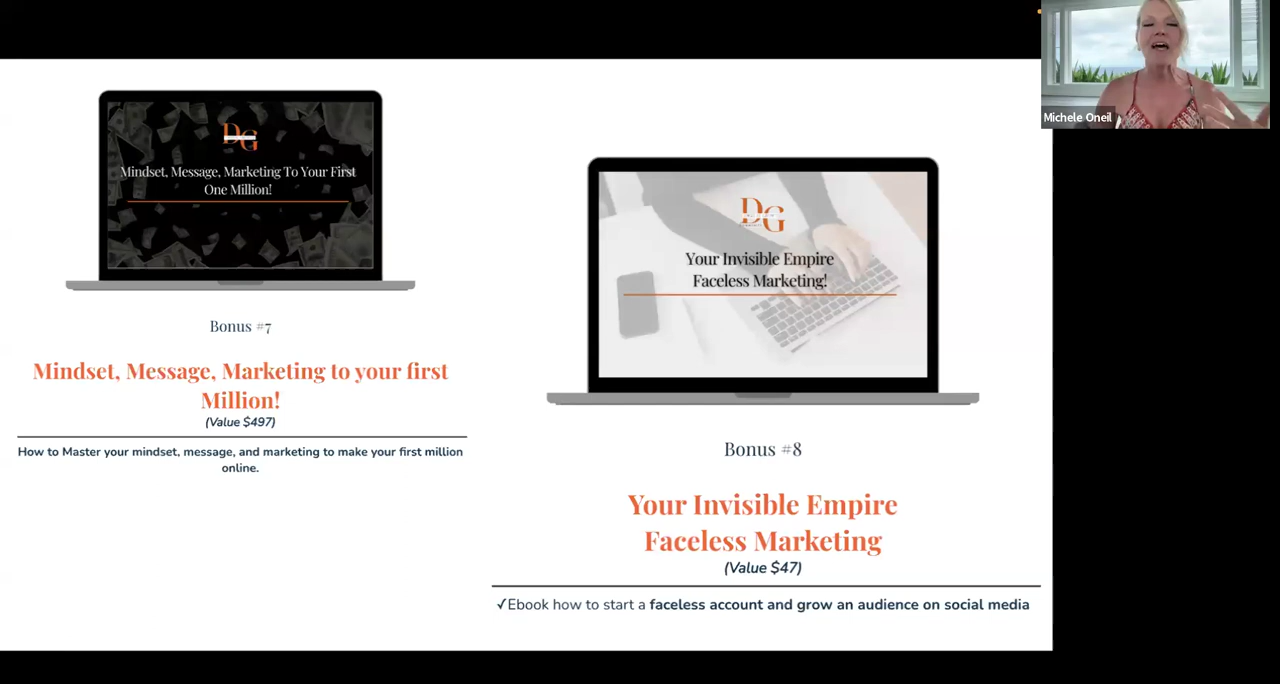 DG
Mindset, Message, Marketing To Your First
One Million!
Bonus #7
Mindset, Message, Marketing to your first
Million!
(Value $497)
How to Master your mindset, message, and marketing to make your first million
online.
DG
Your Invisible Empire
Faceless Marketing!
Bonus #8
Your Invisible Empire
Faceless Marketing
(Value $47)
✓Ebook how to start a faceless account and grow an audience on social media
Michele Oneil